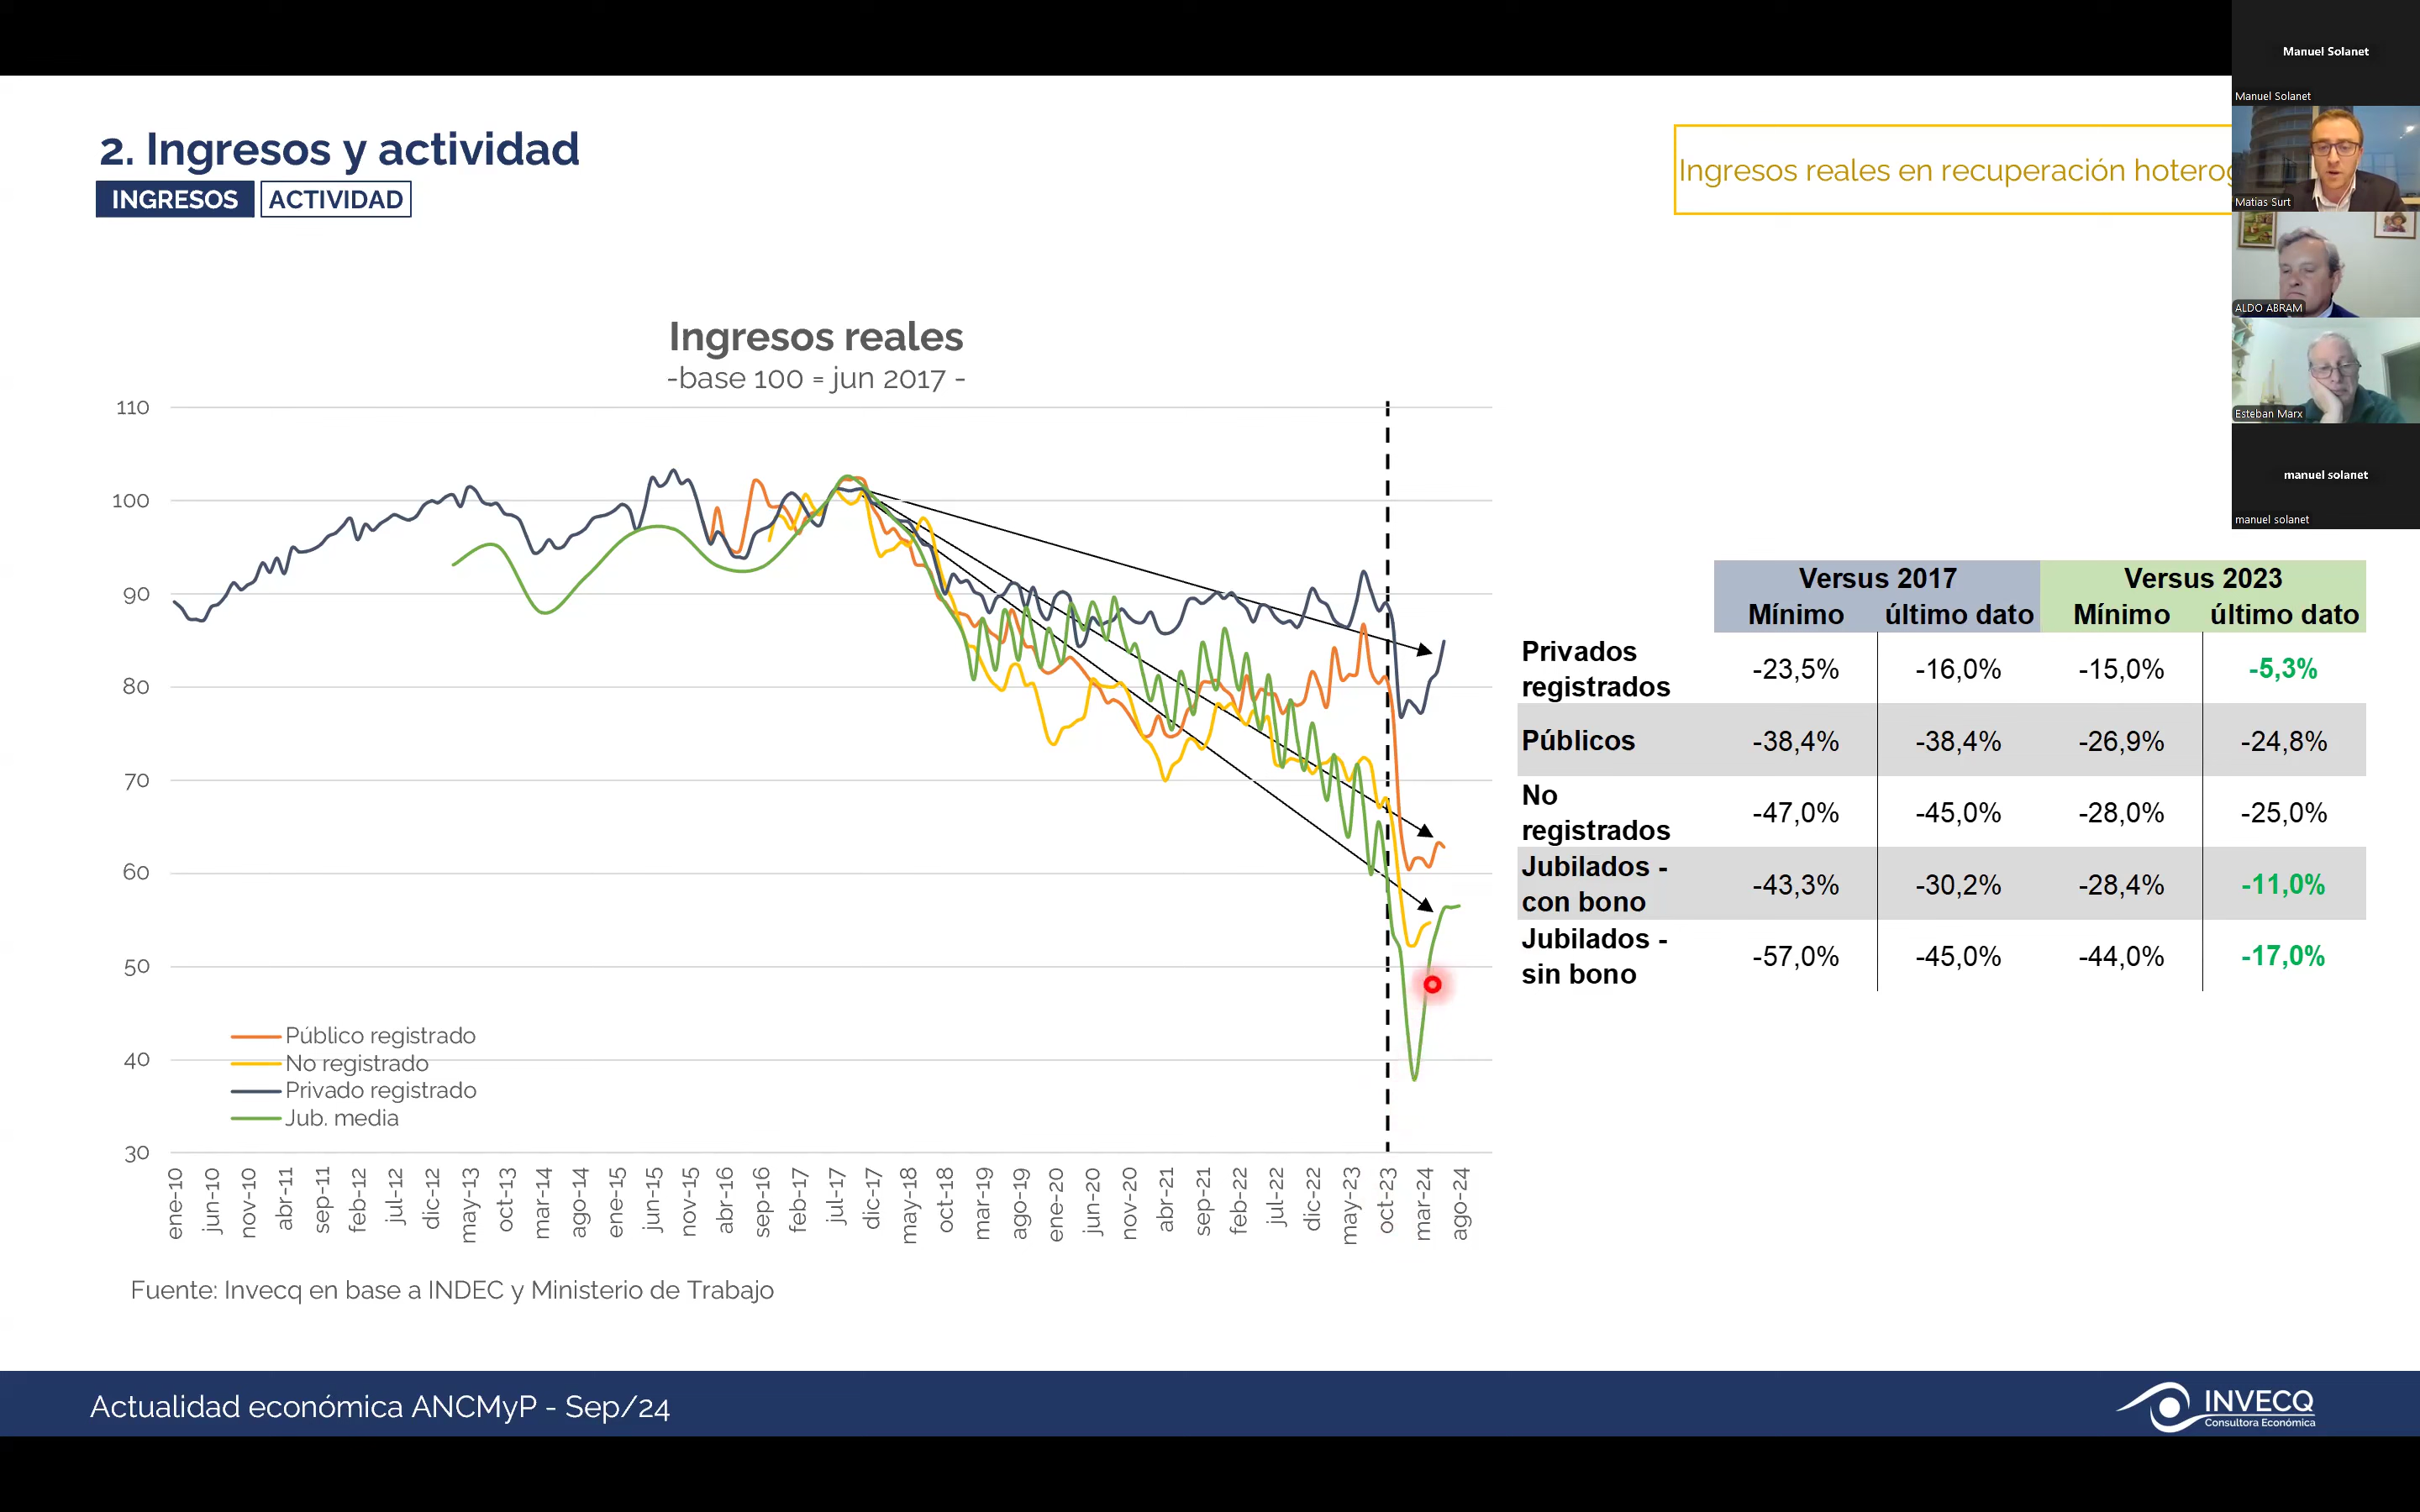 Manuel Solanet
Manuel Solanet
2. Ingresos y actividad
INGRESOS ACTIVIDAD
Ingresos reales en recuperación hotero
Matias Surt
ALDO ABRAM
Esteban Marx
manuel solanet
manuel solanet
Ingresos reales
-base 100 = jun 2017 -
110
100
90
80
70
60
50
40
30
Público registrado
No registrado
Privado registrado
Jub. media
ene-10 jun-10 nov-10 abr-11 sep-11 feb-12 jul-12 dic-12 may-13 oct-13 mar-14 ago-14 ene-15 jun-15 nov-15 abr-16 sep-16 feb-17 jul-17 dic-17 may-18 oct-18 mar-19 ago-19 ene-20 jun-20 nov-20 abr-21 sep-21 feb-22 jul-22 dic-22 may-23 oct-23 mar-24 ago-24
Versus 2017 Versus 2023
Mínimo último dato Mínimo último dato
Privados
registrados -23,5% -16,0% -15,0% -5,3%
Públicos -38,4% -38,4% -26,9% -24,8%
No
registrados -47,0% -45,0% -28,0% -25,0%
Jubilados -
con bono -43,3% -30,2% -28,4% -11,0%
Jubilados -
sin bono -57,0% -45,0% -44,0% -17,0%
Fuente: Invecq en base a INDEC y Ministerio de Trabajo
Actualidad económica ANCMyP - Sep/24
INVECQ
Consultora Económica